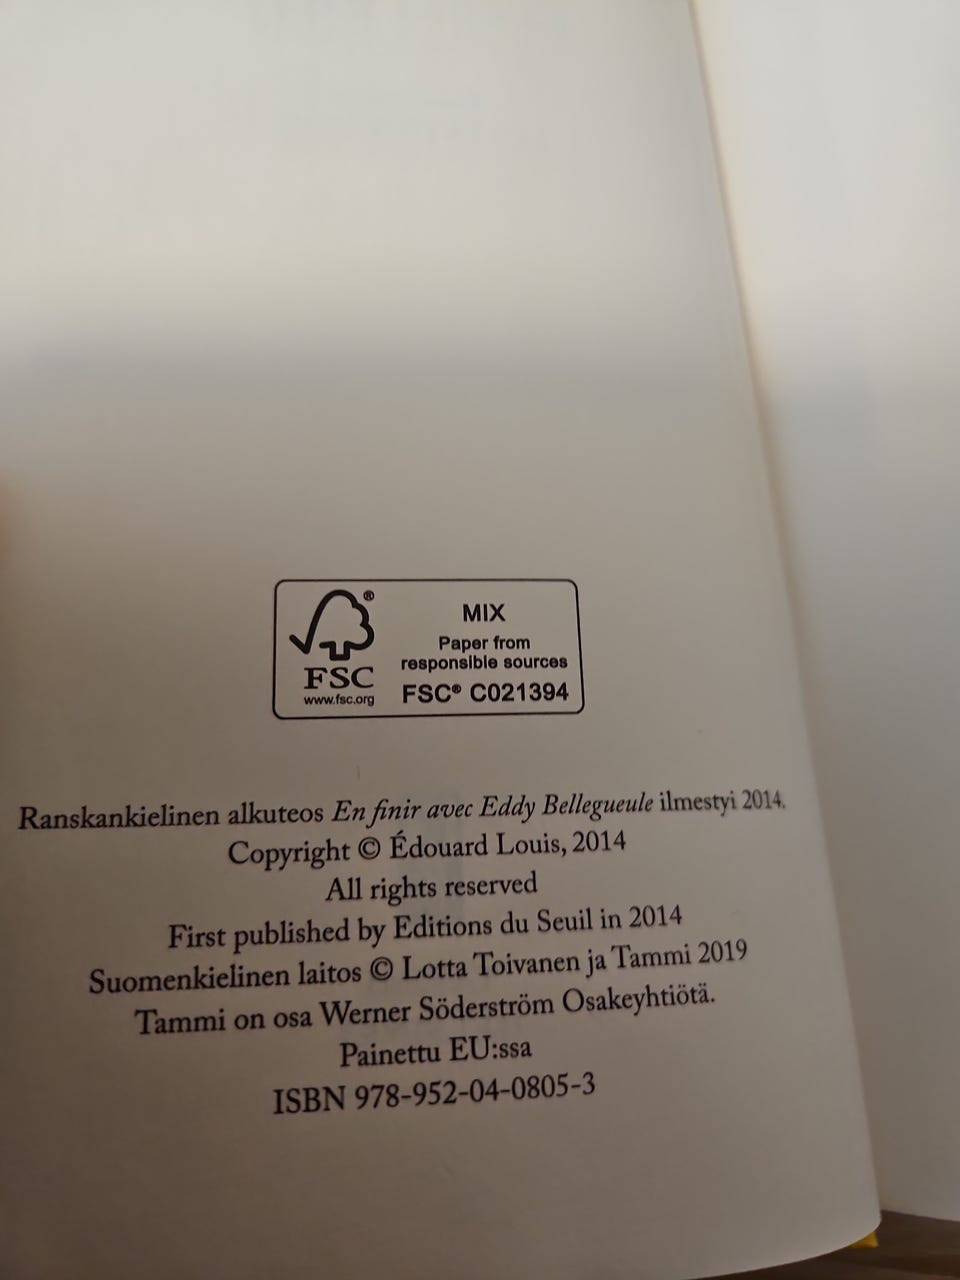 MIX
Paper from
responsible sources
FSC® C021394
®
FSC
www.fsc.org
Ranskankielinen alkuteos En finir avec Eddy Bellegueule ilmestyi 2014.
Copyright © Édouard Louis, 2014
All rights reserved
First published by Editions du Seuil in 2014
Suomenkielinen laitos © Lotta Toivanen ja Tammi 2019
Tammi on osa Werner Söderström Osakeyhtiötä.
Painettu EU:ssa
ISBN 978-952-04-0805-3